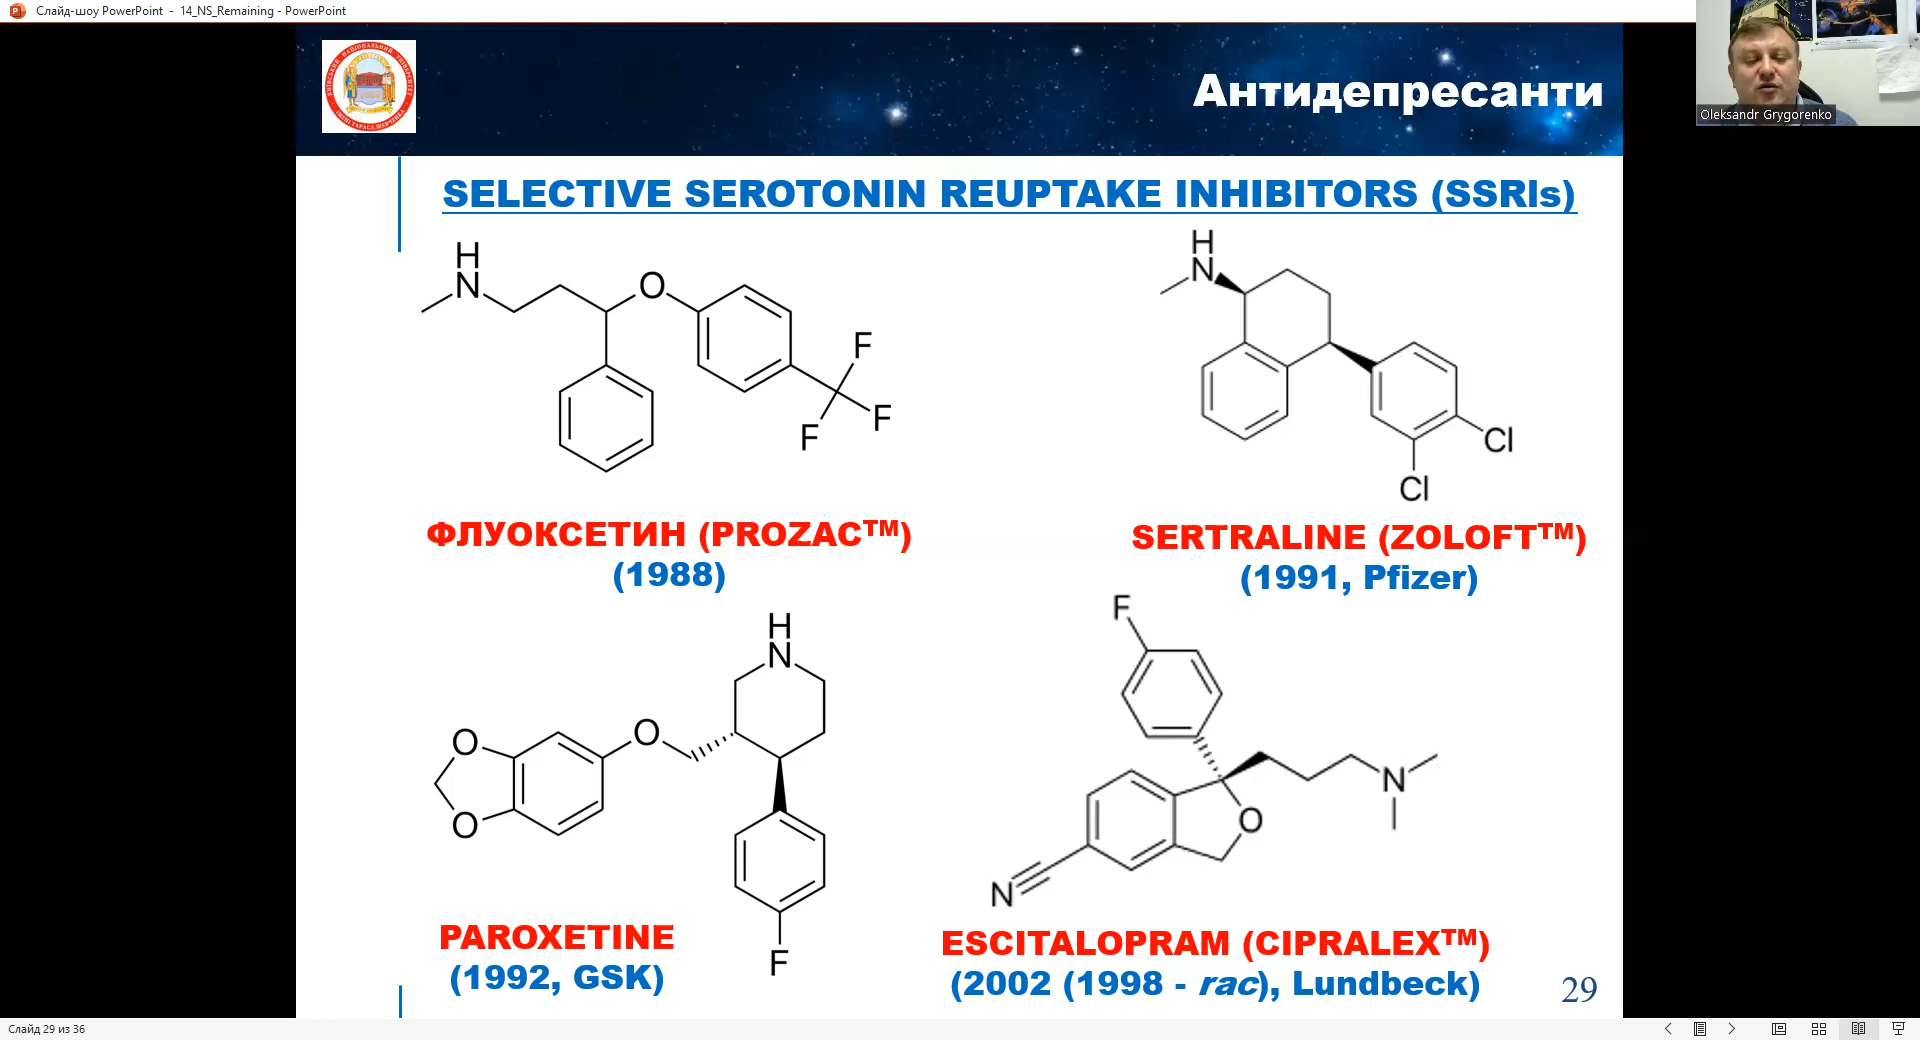 Слайд-шоу PowerPoint - 14_NS_Remaining - PowerPoint
Oleksandr Grygorenko
Антидепресанти
SELECTIVE SEROTONIN REUPTAKE INHIBITORS (SSRIs)
H
N
O
F
F
F
H
N
Cl
Cl
ФЛУОКСЕТИН (PROZAC™)
(1988)
SERTRALINE (ZOLOFT™)
(1991, Pfizer)
H
N
O
O
O
F
F
O
N
N
PAROXETINE
(1992, GSK)
ESCITALOPRAM (CIPRALEX™)
(2002 (1998 - rac), Lundbeck)
29
Слайд 29 из 36